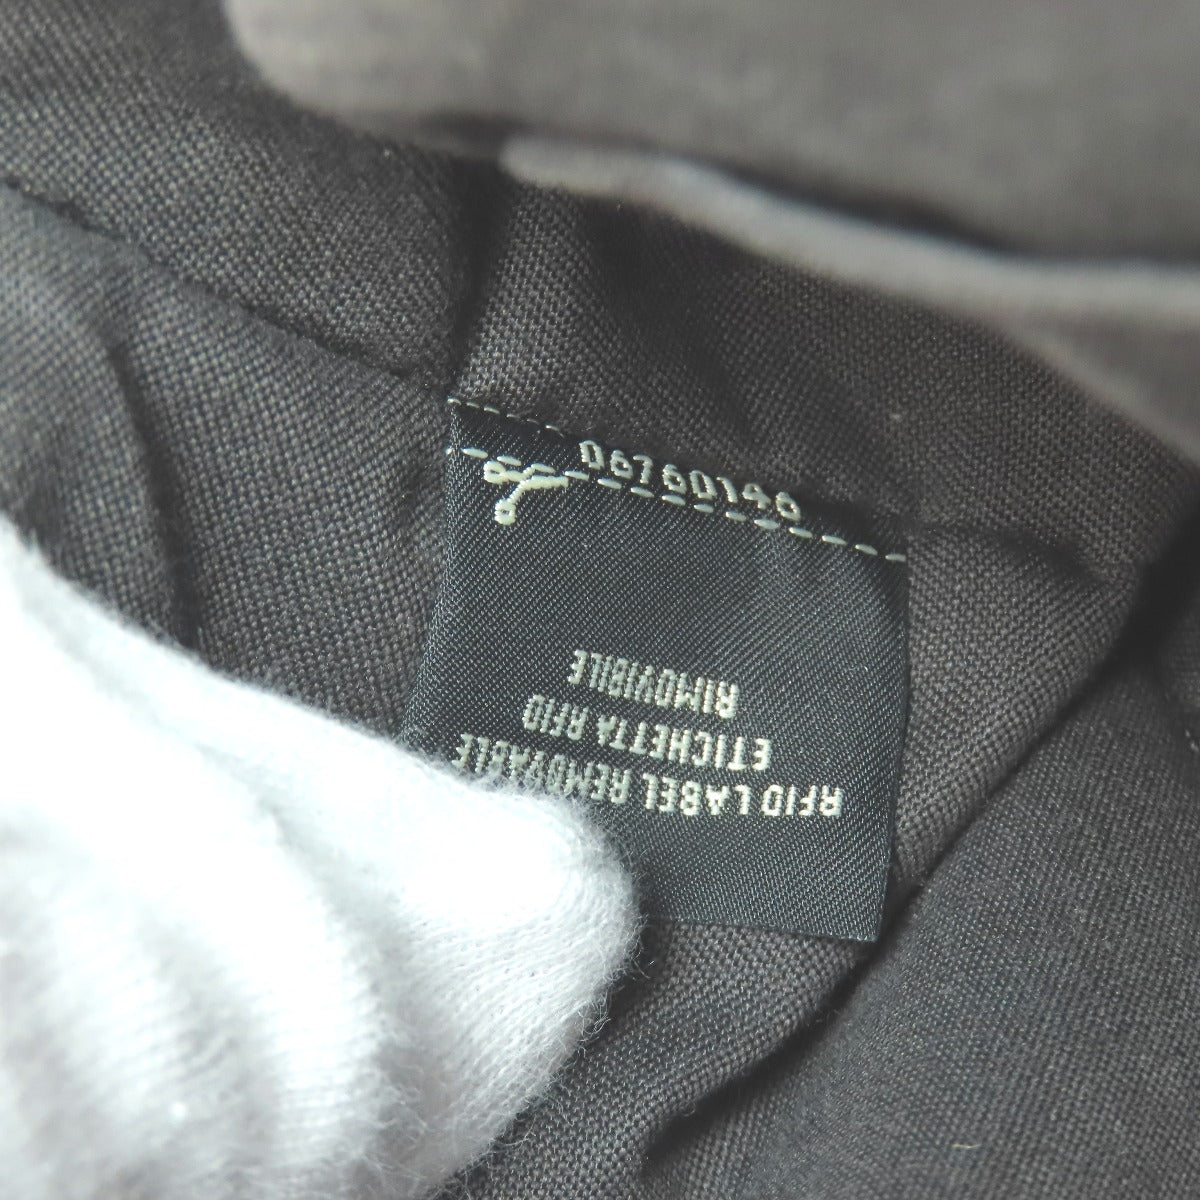 RFID LABEL REMOVABLE
ETICHETTA RFID
RIMOVIBILE